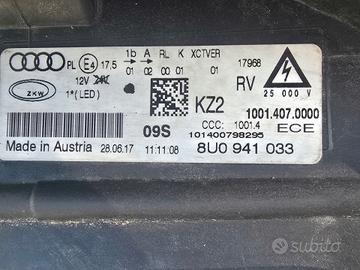 1b A RL K XCTVER
PL E4 17,5 01 02 00 01 01 17968
12V 24V RV
25 000 V
1*(LED)
ZKW
KZ2 1001.407.0000
09S CCC: 1001.4 ECE
101400798295
Made in Austria 28.06.17 11:11:08 8U0 941 033
subito